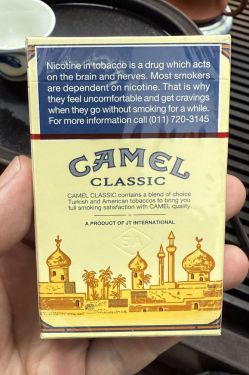 Nicotine in tobacco is a drug which acts
on the brain and nerves. Most smokers
are dependent on nicotine. That is why
they feel uncomfortable and get cravings
when they go without smoking for a while.
For more information call (011) 720-3145
CAMEL
CLASSIC
CAMEL CLASSIC contains a blend of choice
Turkish and American tobaccos to bring you
full smoking satisfaction with CAMEL quality.
A PRODUCT OF JT INTERNATIONAL